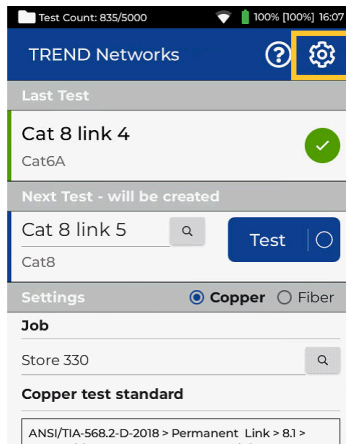 Test Count: 835/5000 100% [100%] 16:07
TREND Networks
Last Test
Cat 8 link 4
Cat6A
Next Test - will be created
Cat 8 link 5
Test
Cat8
Settings Copper Fiber
Job
Store 330
Copper test standard
ANSI/TIA-568.2-D-2018 > Permanent Link > 8.1 >